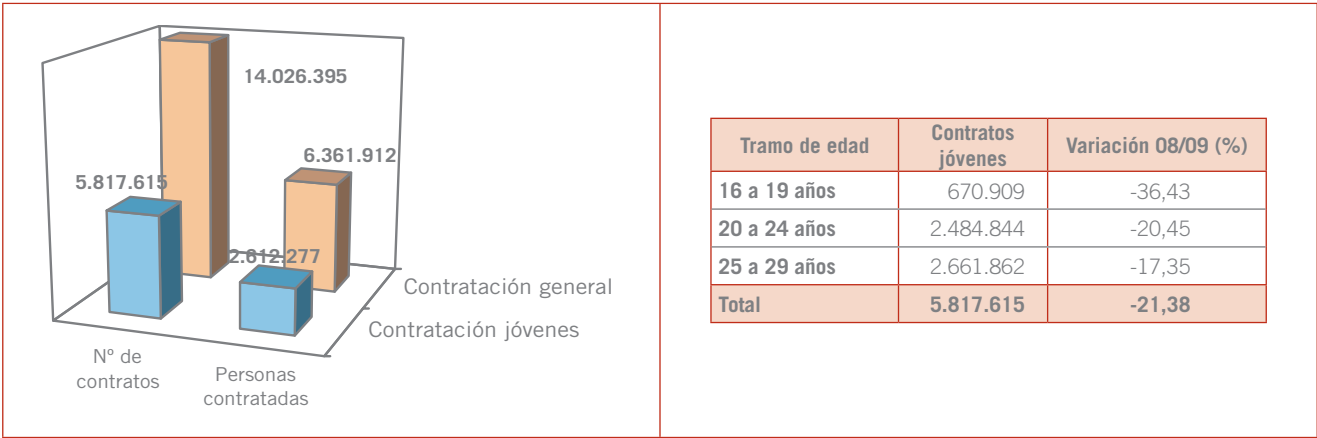 14.026.395
6.361.912
5.817.615
2.612.277
Contratación general
Contratación jóvenes
Nº de
contratos
Personas
contratadas
Tramo de edad Contratos jóvenes Variación 08/09 (%)
16 a 19 años 670.909 -36,43
20 a 24 años 2.484.844 -20,45
25 a 29 años 2.661.862 -17,35
Total 5.817.615 -21,38